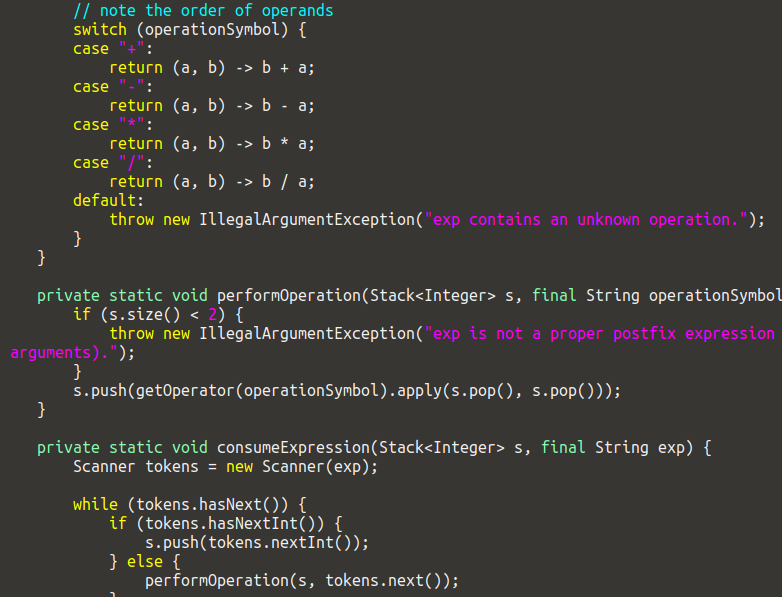 // note the order of operands
switch (operationSymbol) {
case "+":
return (a, b) -> b + a;
case "-":
return (a, b) -> b - a;
case "*":
return (a, b) -> b * a;
case "/":
return (a, b) -> b / a;
default:
throw new IllegalArgumentException("exp contains an unknown operation.");
}
}
private static void performOperation(Stack<Integer> s, final String operationSymbol
if (s.size() < 2) {
throw new IllegalArgumentException("exp is not a proper postfix expression
arguments).");
}
s.push(getOperator(operationSymbol).apply(s.pop(), s.pop()));
}
private static void consumeExpression(Stack<Integer> s, final String exp) {
Scanner tokens = new Scanner(exp);
while (tokens.hasNext()) {
if (tokens.hasNextInt()) {
s.push(tokens.nextInt());
} else {
performOperation(s, tokens.next());
}